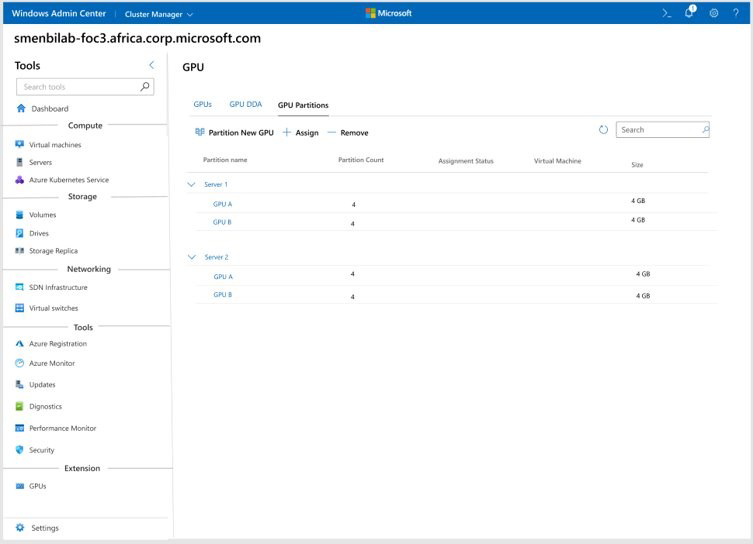 Windows Admin Center | Cluster Manager
Microsoft
1
?
smenbilab-foc3.africa.corp.microsoft.com
Tools
Search tools
Dashboard
Compute
Virtual machines
Servers
Azure Kubernetes Service
Storage
Volumes
Drives
Storage Replica
Networking
SDN Infrastructure
Virtual switches
Tools
Azure Registration
Azure Monitor
Updates
Dignostics
Performance Monitor
Security
Extension
GPUs
Settings
GPU
GPUs GPU DDA GPU Partitions
Partition New GPU Assign Remove
Search
Partition name Partition Count Assignment Status Virtual Machine Size
Server 1
GPU A 4 4 GB
GPU B 4 4 GB
Server 2
GPU A 4 4 GB
GPU B 4 4 GB